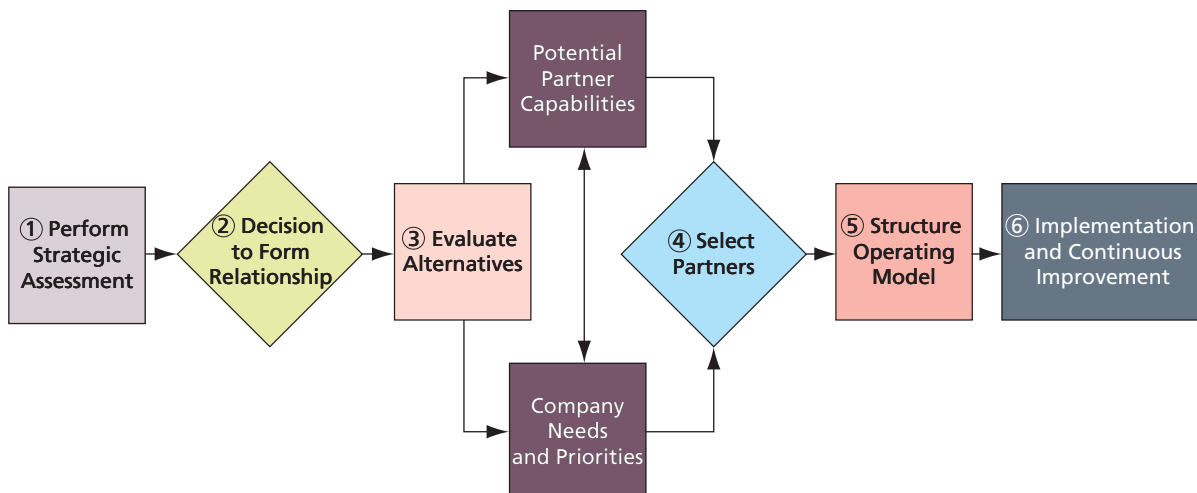 ① Perform
Strategic
Assessment
② Decision
to Form
Relationship
③ Evaluate
Alternatives
Potential
Partner
Capabilities
Company
Needs
and Priorities
④ Select
Partners
⑤ Structure
Operating
Model
⑥ Implementation
and Continuous
Improvement